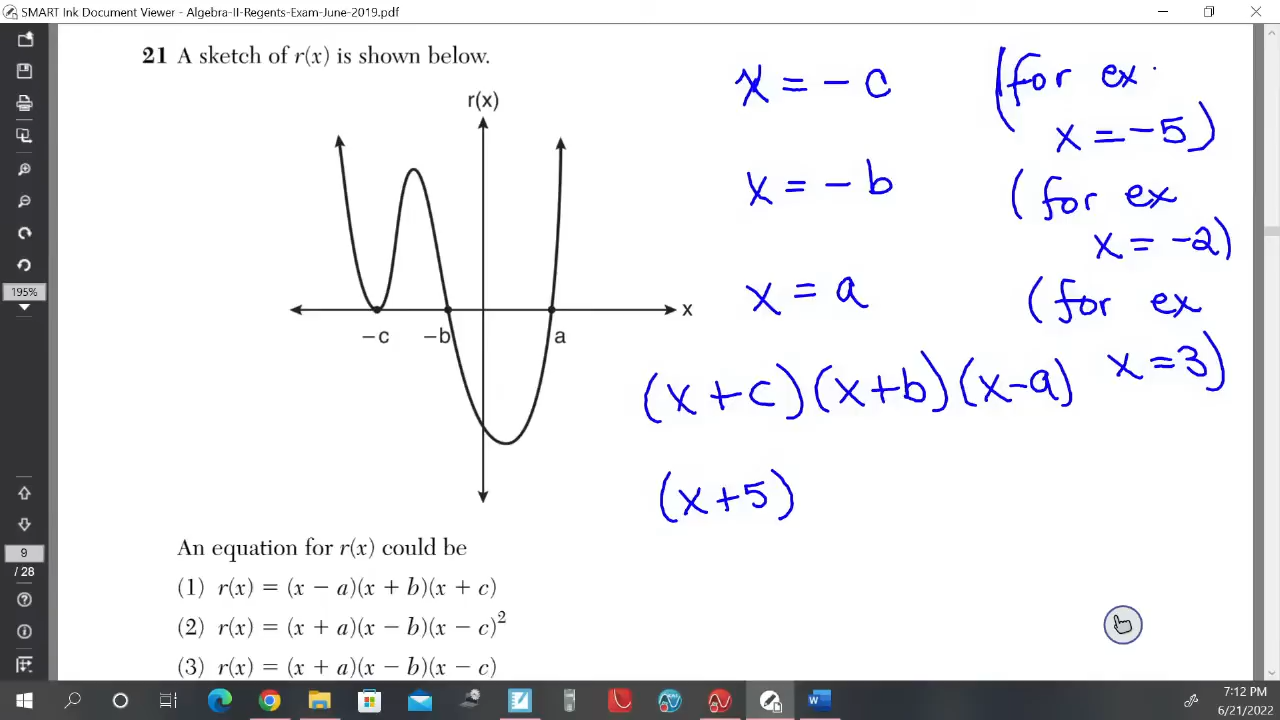 SMART Ink Document Viewer - Algebra-II-Regents-Exam-June-2019.pdf
21 A sketch of r(x) is shown below.
r(x)
x
−c
−b
a
x = −c
(for ex.
x = −5)
x = −b
(for ex
x = −2)
x = a
(for ex
x = 3)
(x+c)(x+b)(x−a)
(x+5)
An equation for r(x) could be
(1) r(x) = (x − a)(x + b)(x + c)
(2) r(x) = (x + a)(x − b)(x − c)²
(3) r(x) = (x + a)(x − b)(x − c)
195%
9
/ 28
7:12 PM
6/21/2022